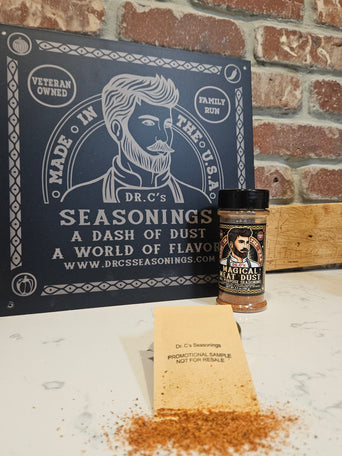 VETERAN
OWNED
FAMILY
RUN
MADE IN THE U.S.A.
DR. C's
SEASONINGS
A DASH OF DUST
A WORLD OF FLAVOR
WWW.DRCSSEASONINGS.COM
MAGICAL
MEAT DUST
Dr. C's Seasonings
PROMOTIONAL SAMPLE
NOT FOR RESALE